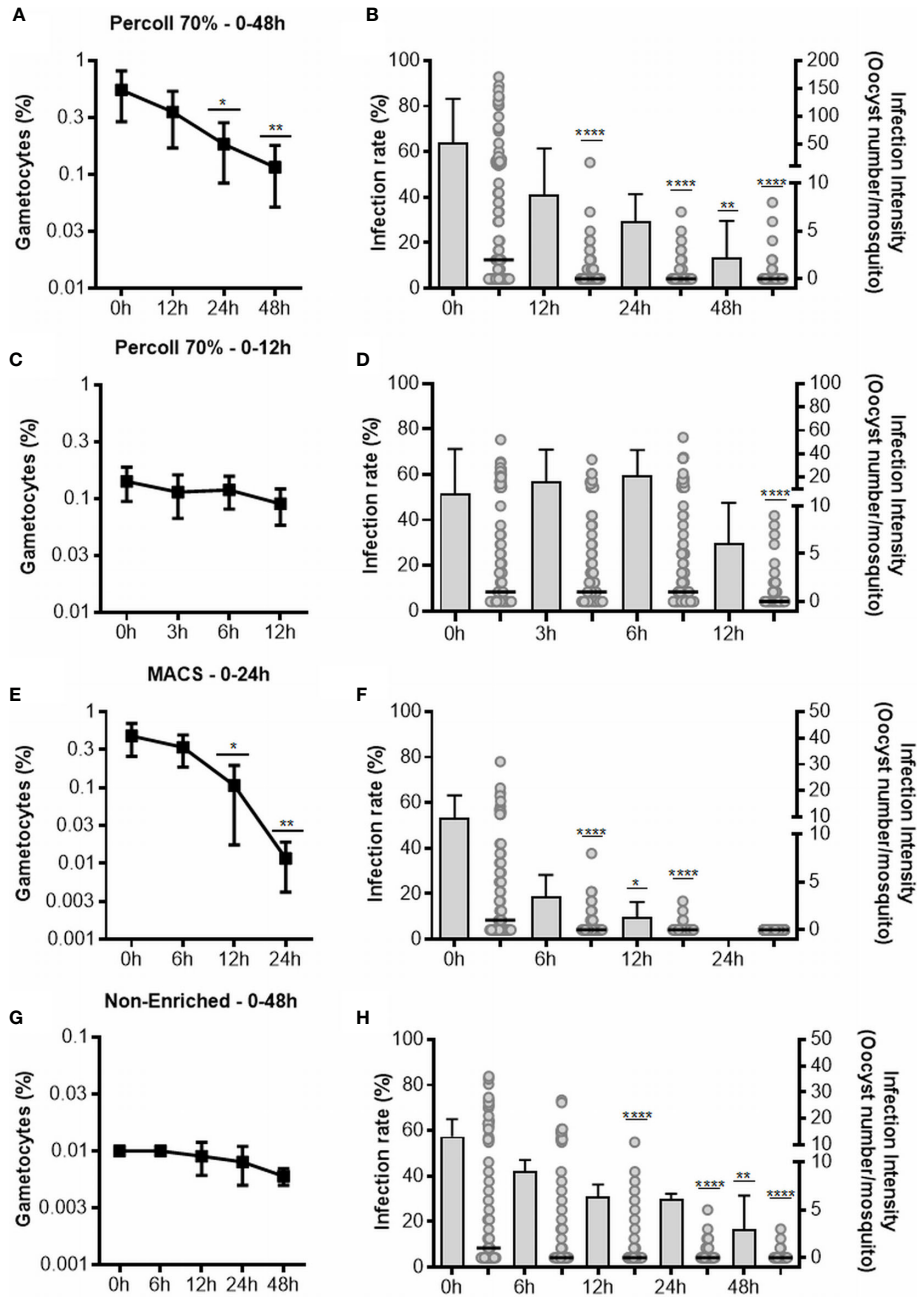 A
Percoll 70% - 0-48h
Gametocytes (%)
1
0.3
0.1
0.03
0.01
0h 12h 24h 48h
*
**
B
Infection rate (%)
100
80
60
40
20
0
0h 12h 24h 48h
****
****
**
****
200
150
100
50
10
5
0
Infection Intensity
(Oocyst number/mosquito)
C
Percoll 70% - 0-12h
Gametocytes (%)
1
0.3
0.1
0.03
0.01
0h 3h 6h 12h
D
Infection rate (%)
100
80
60
40
20
0
0h 3h 6h 12h
****
100
80
60
40
20
10
5
0
Infection Intensity
(Oocyst number/mosquito)
E
MACS - 0-24h
Gametocytes (%)
1
0.3
0.1
0.03
0.01
0.003
0.001
0h 6h 12h 24h
*
**
F
Infection rate (%)
100
80
60
40
20
0
0h 6h 12h 24h
****
*
****
50
40
30
20
10
10
5
0
Infection Intensity
(Oocyst number/mosquito)
G
Non-Enriched - 0-48h
Gametocytes (%)
0.1
0.03
0.01
0.003
0.001
0h 6h 12h 24h 48h
H
Infection rate (%)
100
80
60
40
20
0
0h 6h 12h 24h 48h
****
****
**
****
50
40
30
20
10
10
5
0
Infection Intensity
(Oocyst number/mosquito)